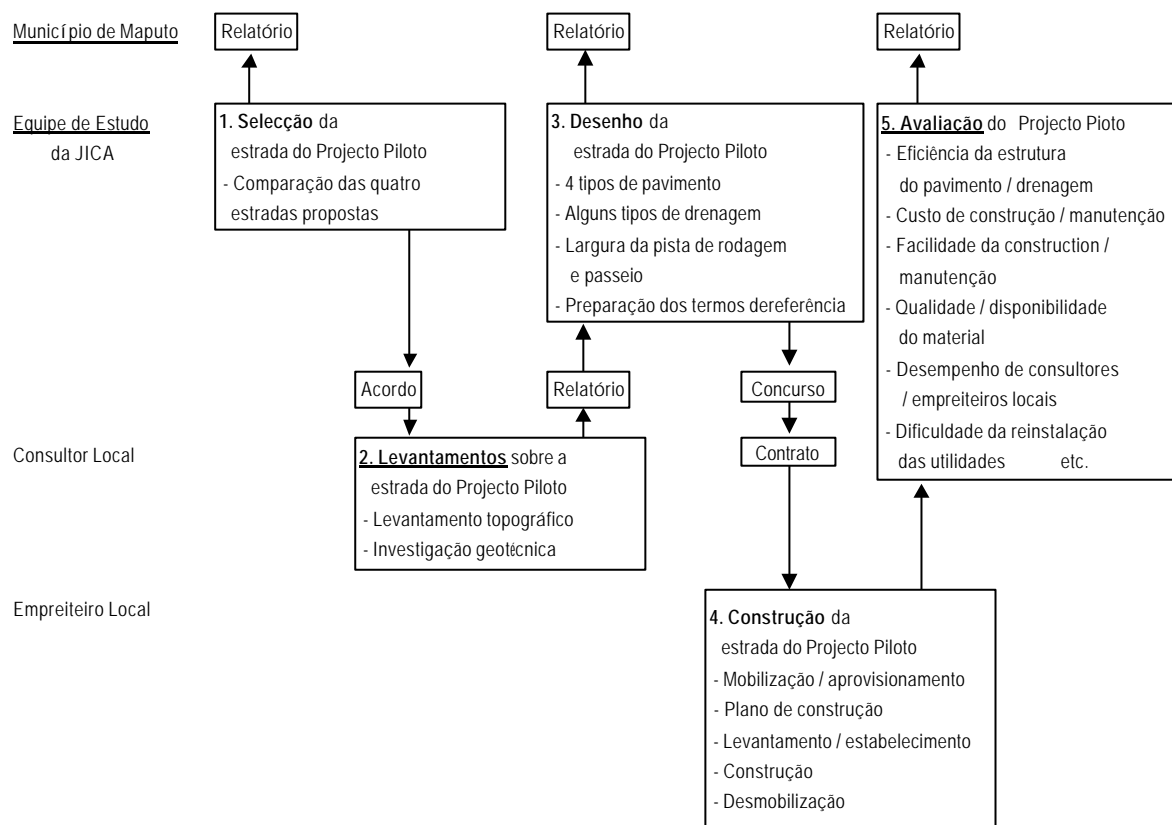 Município de Maputo
Relatório
Relatório
Relatório
Equipe de Estudo
da JICA
1. Selecção da
estrada do Projecto Piloto
- Comparação das quatro
estradas propostas
3. Desenho da
estrada do Projecto Piloto
- 4 tipos de pavimento
- Alguns tipos de drenagem
- Largura da pista de rodagem
e passeio
- Preparação dos termos dereferência
5. Avaliação do Projecto Pioto
- Eficiência da estrutura
do pavimento / drenagem
- Custo de construção / manutenção
- Facilidade da construction /
manutenção
- Qualidade / disponibilidade
do material
- Desempenho de consultores
/ empreiteiros locais
- Dificuldade da reinstalação
das utilidades etc.
Acordo
Relatório
Concurso
Contrato
Consultor Local
2. Levantamentos sobre a
estrada do Projecto Piloto
- Levantamento topográfico
- Investigação geotécnica
Empreiteiro Local
4. Construção da
estrada do Projecto Piloto
- Mobilização / aprovisionamento
- Plano de construção
- Levantamento / estabelecimento
- Construção
- Desmobilização